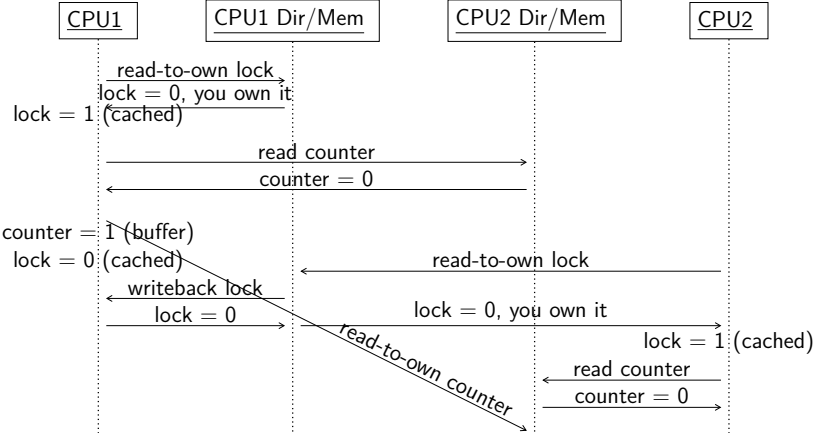 CPU1 CPU1 Dir/Mem CPU2 Dir/Mem CPU2
read-to-own lock
lock = 0, you own it
lock = 1 (cached)
read counter
counter = 0
counter = 1 (buffer)
lock = 0 (cached)
read-to-own lock
writeback lock
lock = 0
lock = 0, you own it
read-to-own counter
lock = 1 (cached)
read counter
counter = 0